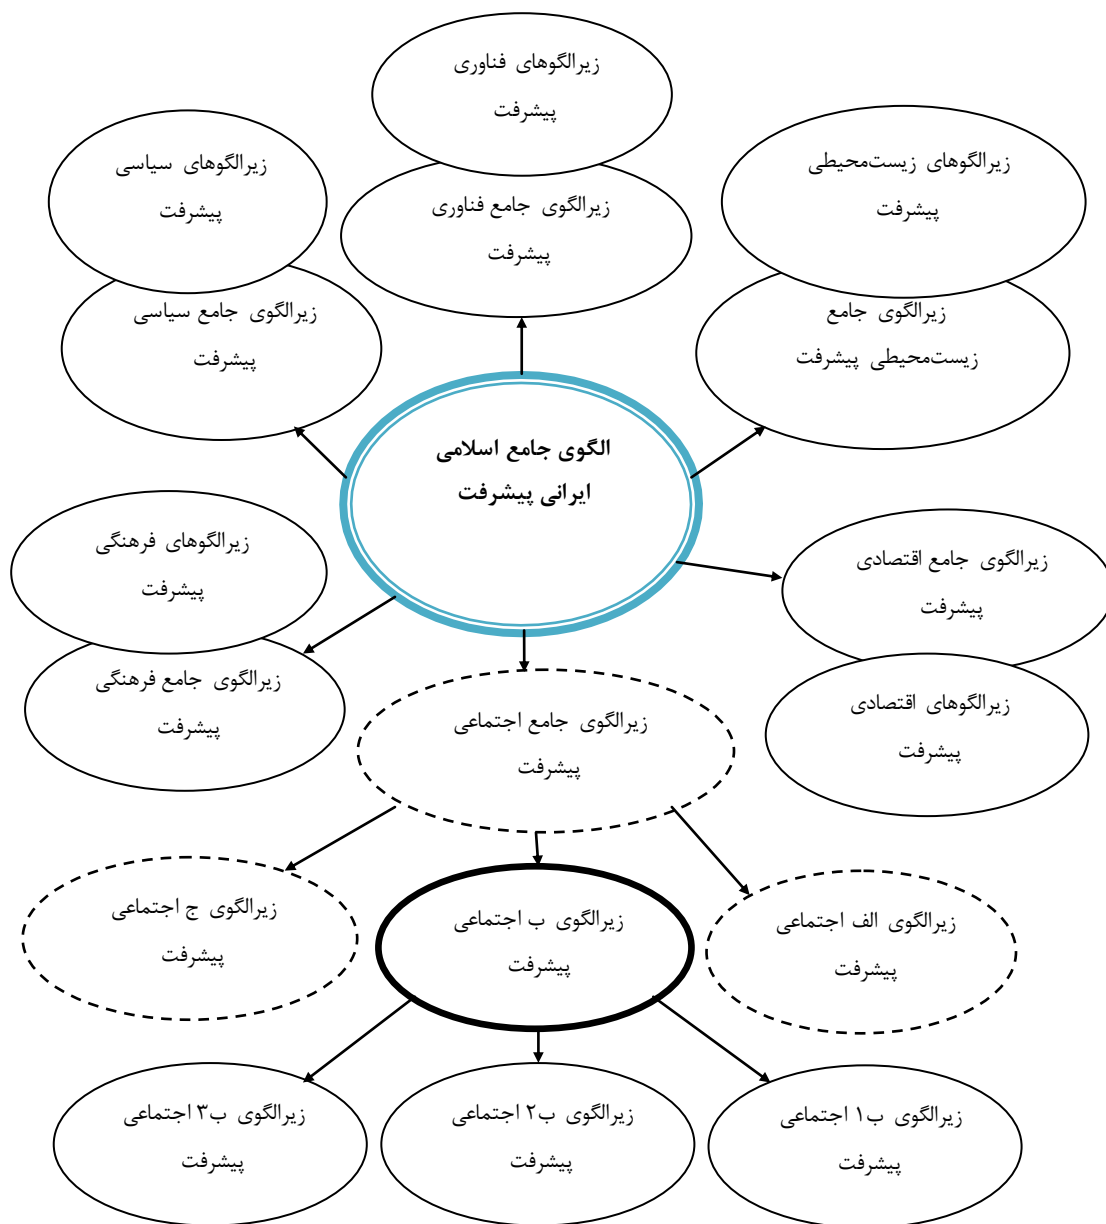 زیرالگوهای فناوری
پیشرفت
زیرالگوی جامع فناوری
پیشرفت
زیرالگوهای زیست‌محیطی
پیشرفت
زیرالگوی جامع
زیست‌محیطی پیشرفت
زیرالگوهای سیاسی
پیشرفت
زیرالگوی جامع سیاسی
پیشرفت
الگوی جامع اسلامی
ایرانی پیشرفت
زیرالگوی جامع اقتصادی
پیشرفت
زیرالگوهای اقتصادی
پیشرفت
زیرالگوهای فرهنگی
پیشرفت
زیرالگوی جامع فرهنگی
پیشرفت
زیرالگوی جامع اجتماعی
پیشرفت
زیرالگوی الف اجتماعی
پیشرفت
زیرالگوی ب اجتماعی
پیشرفت
زیرالگوی ج اجتماعی
پیشرفت
زیرالگوی ب۱ اجتماعی
پیشرفت
زیرالگوی ب۲ اجتماعی
پیشرفت
زیرالگوی ب۳ اجتماعی
پیشرفت